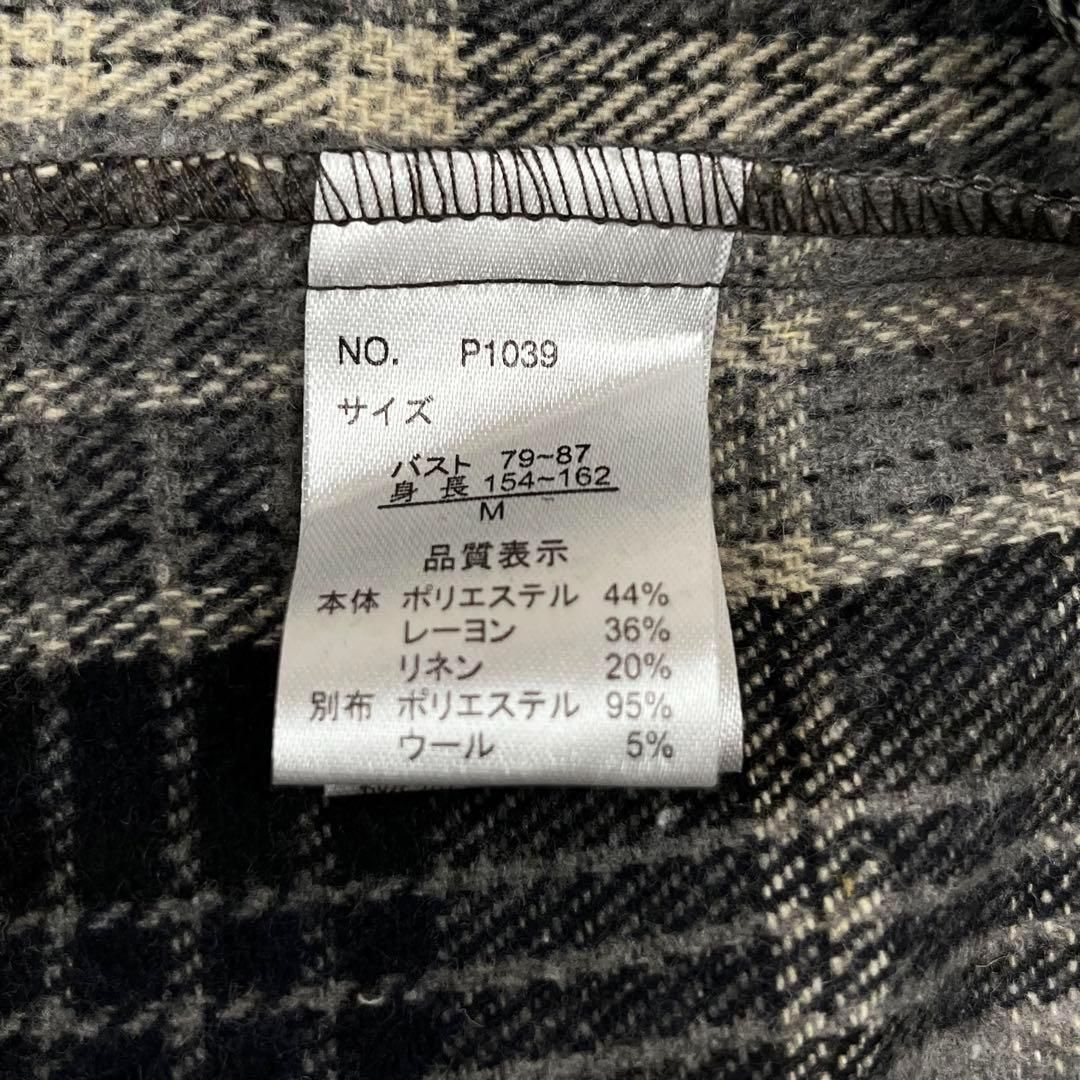 NO. P1039
サイズ
バスト 79~87
身長 154~162
M
品質表示
本体 ポリエステル 44%
レーヨン 36%
リネン 20%
別布 ポリエステル 95%
ウール 5%